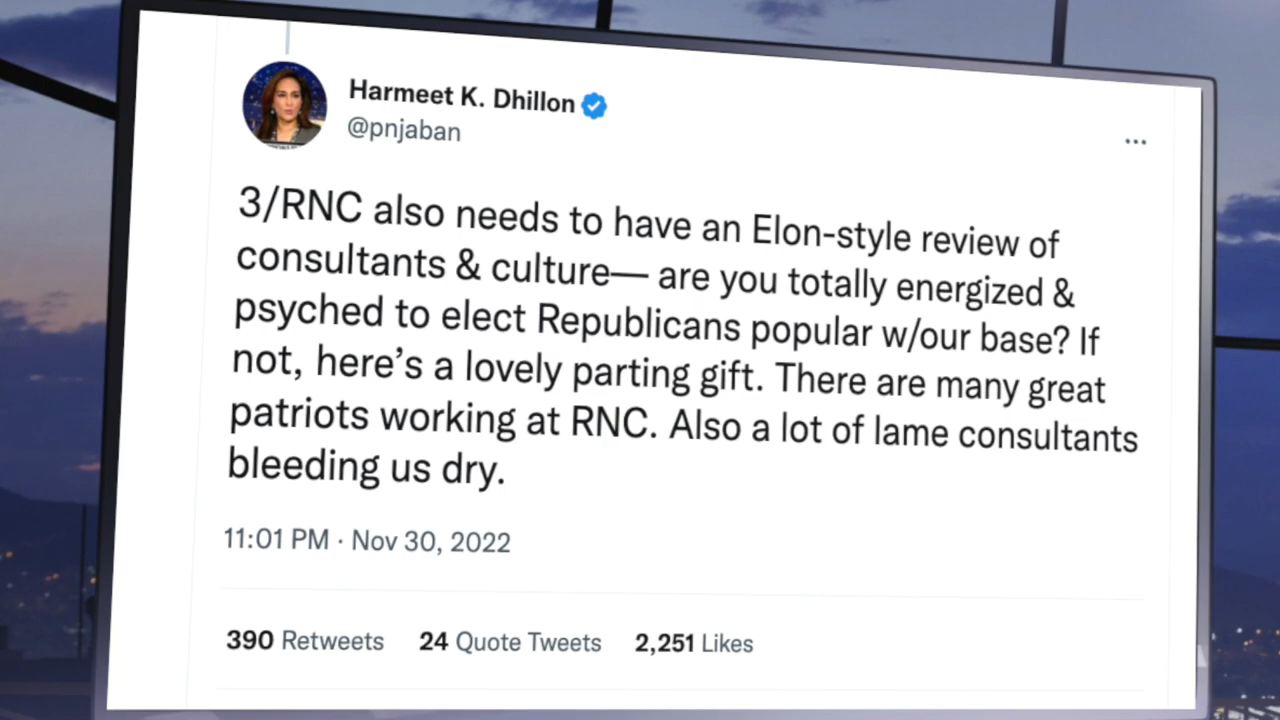 Harmeet K. Dhillon
@pnjaban
3/RNC also needs to have an Elon-style review of
consultants & culture— are you totally energized &
psyched to elect Republicans popular w/our base? If
not, here’s a lovely parting gift. There are many great
patriots working at RNC. Also a lot of lame consultants
bleeding us dry.
11:01 PM · Nov 30, 2022
390 Retweets 24 Quote Tweets 2,251 Likes